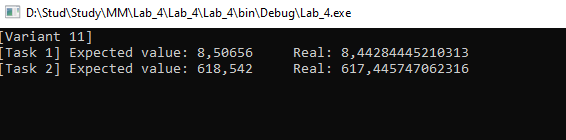 D:\Stud\Study\MM\Lab_4\Lab_4\Lab_4\bin\Debug\Lab_4.exe
[Variant 11]
[Task 1] Expected value: 8,50656     Real: 8,44284445210313
[Task 2] Expected value: 618,542     Real: 617,445747062316